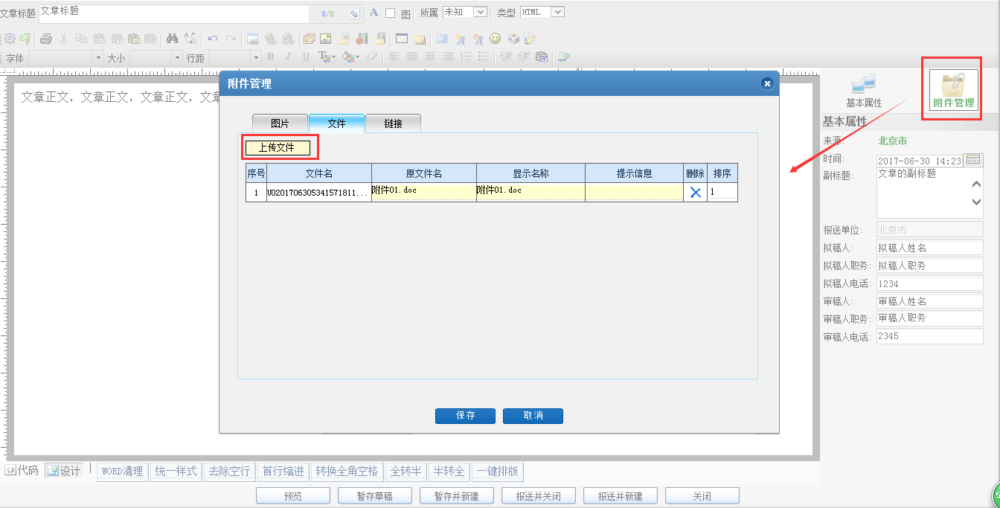 文章标题 文章标题 8/8 A 图 所属 未知 类型 HTML
字体 大小 行距 B I U
附件管理
文章正文，文章正文，文章正文，文章
图片 文件 链接
上传文件
序号 文件名 原文件名 显示名称 提示信息 删除 排序
1 U0201706305341571811... 附件01.doc 附件01.doc 1
保存 取消
基本属性 附件管理
基本属性
来源: 北京市
时间: 2017-06-30 14:23
副标题: 文章的副标题
报送单位: 北京市
拟稿人: 拟稿人姓名
拟稿人职务: 拟稿人职务
拟稿人电话: 1234
审稿人: 审稿人姓名
审稿人职务: 审稿人职务
审稿人电话: 2345
代码 设计 WORD清理 统一样式 去除空行 首行缩进 转换全角空格 全转半 半转全 一键排版
预览 暂存草稿 暂存并新建 报送并关闭 报送并新建 关闭